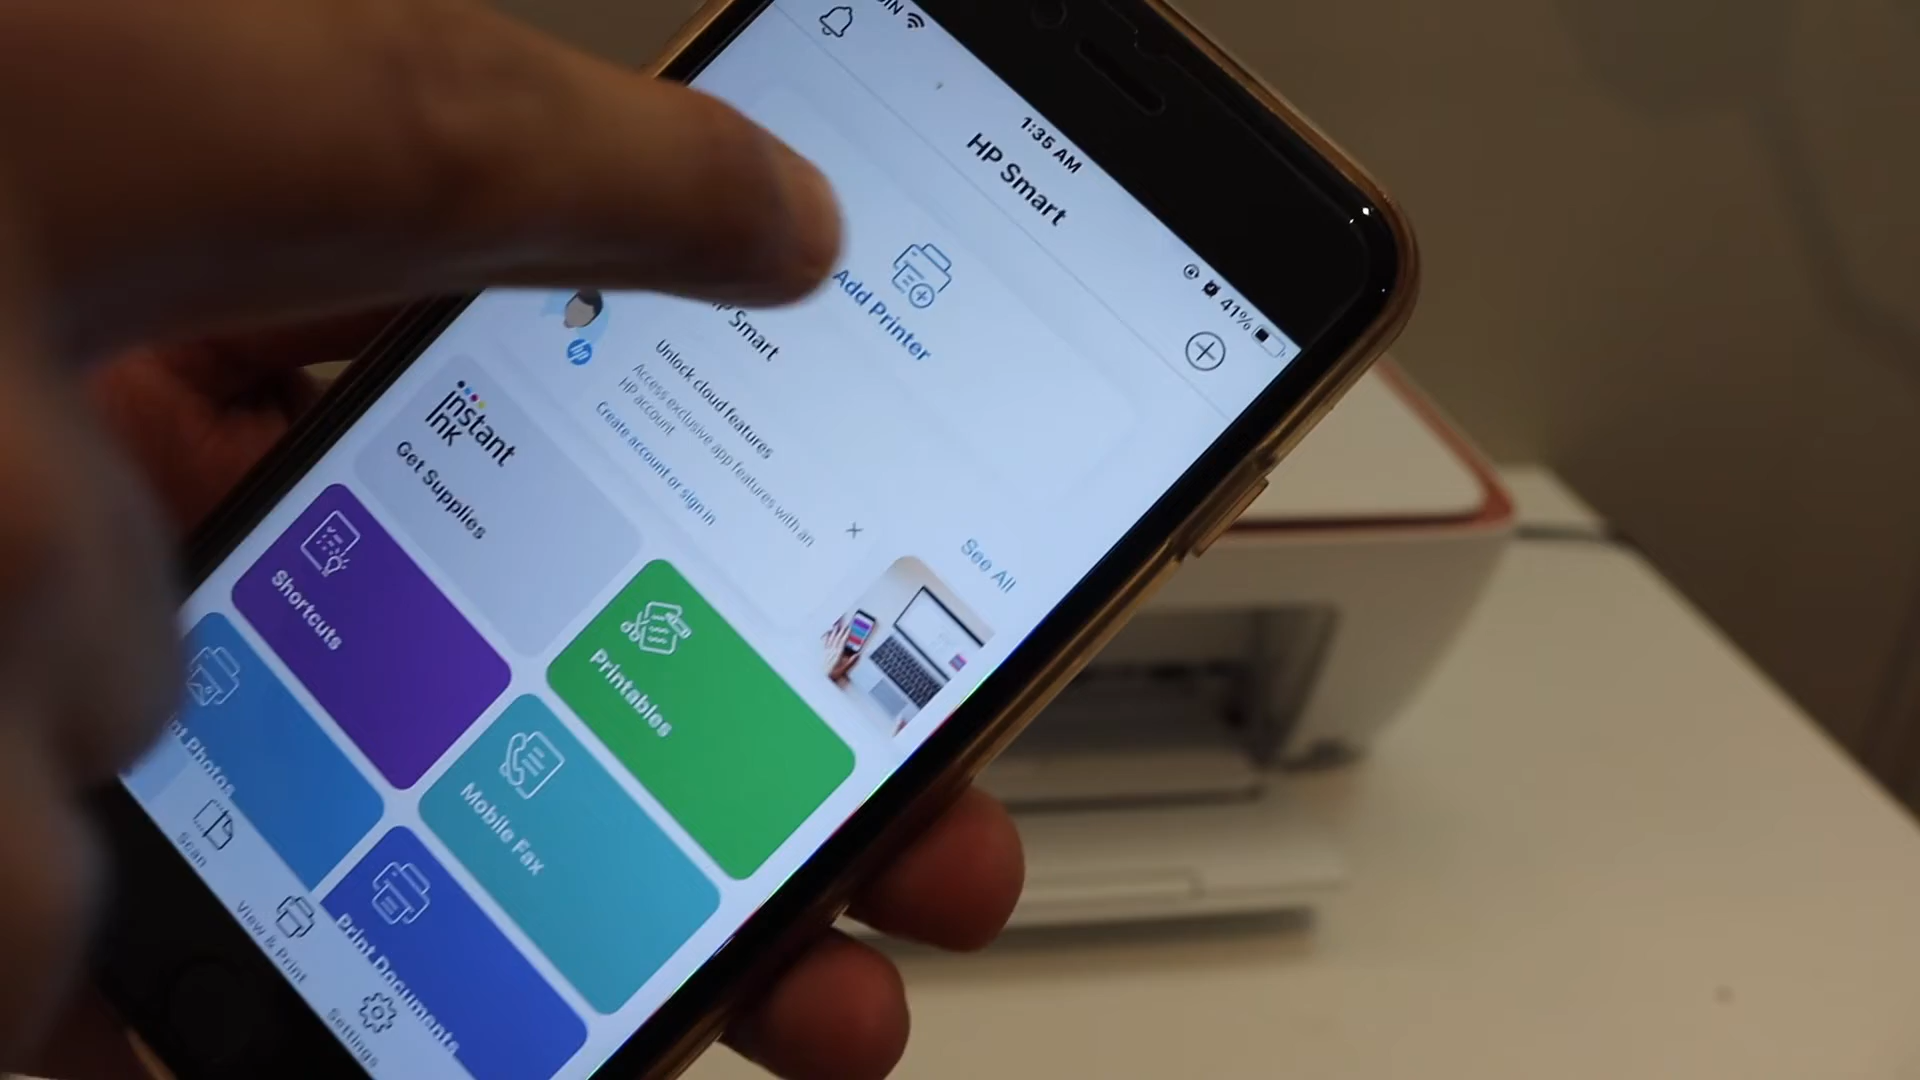 1:35 AM
41%
HP Smart
Add Printer
Smart
Unlock cloud features
Access exclusive app features with an
HP account
Create account or sign in
hp
See All
instant
ink
Get Supplies
Printables
Shortcuts
Mobile Fax
Photos
Print Documents
Scan
View & Print
Settings